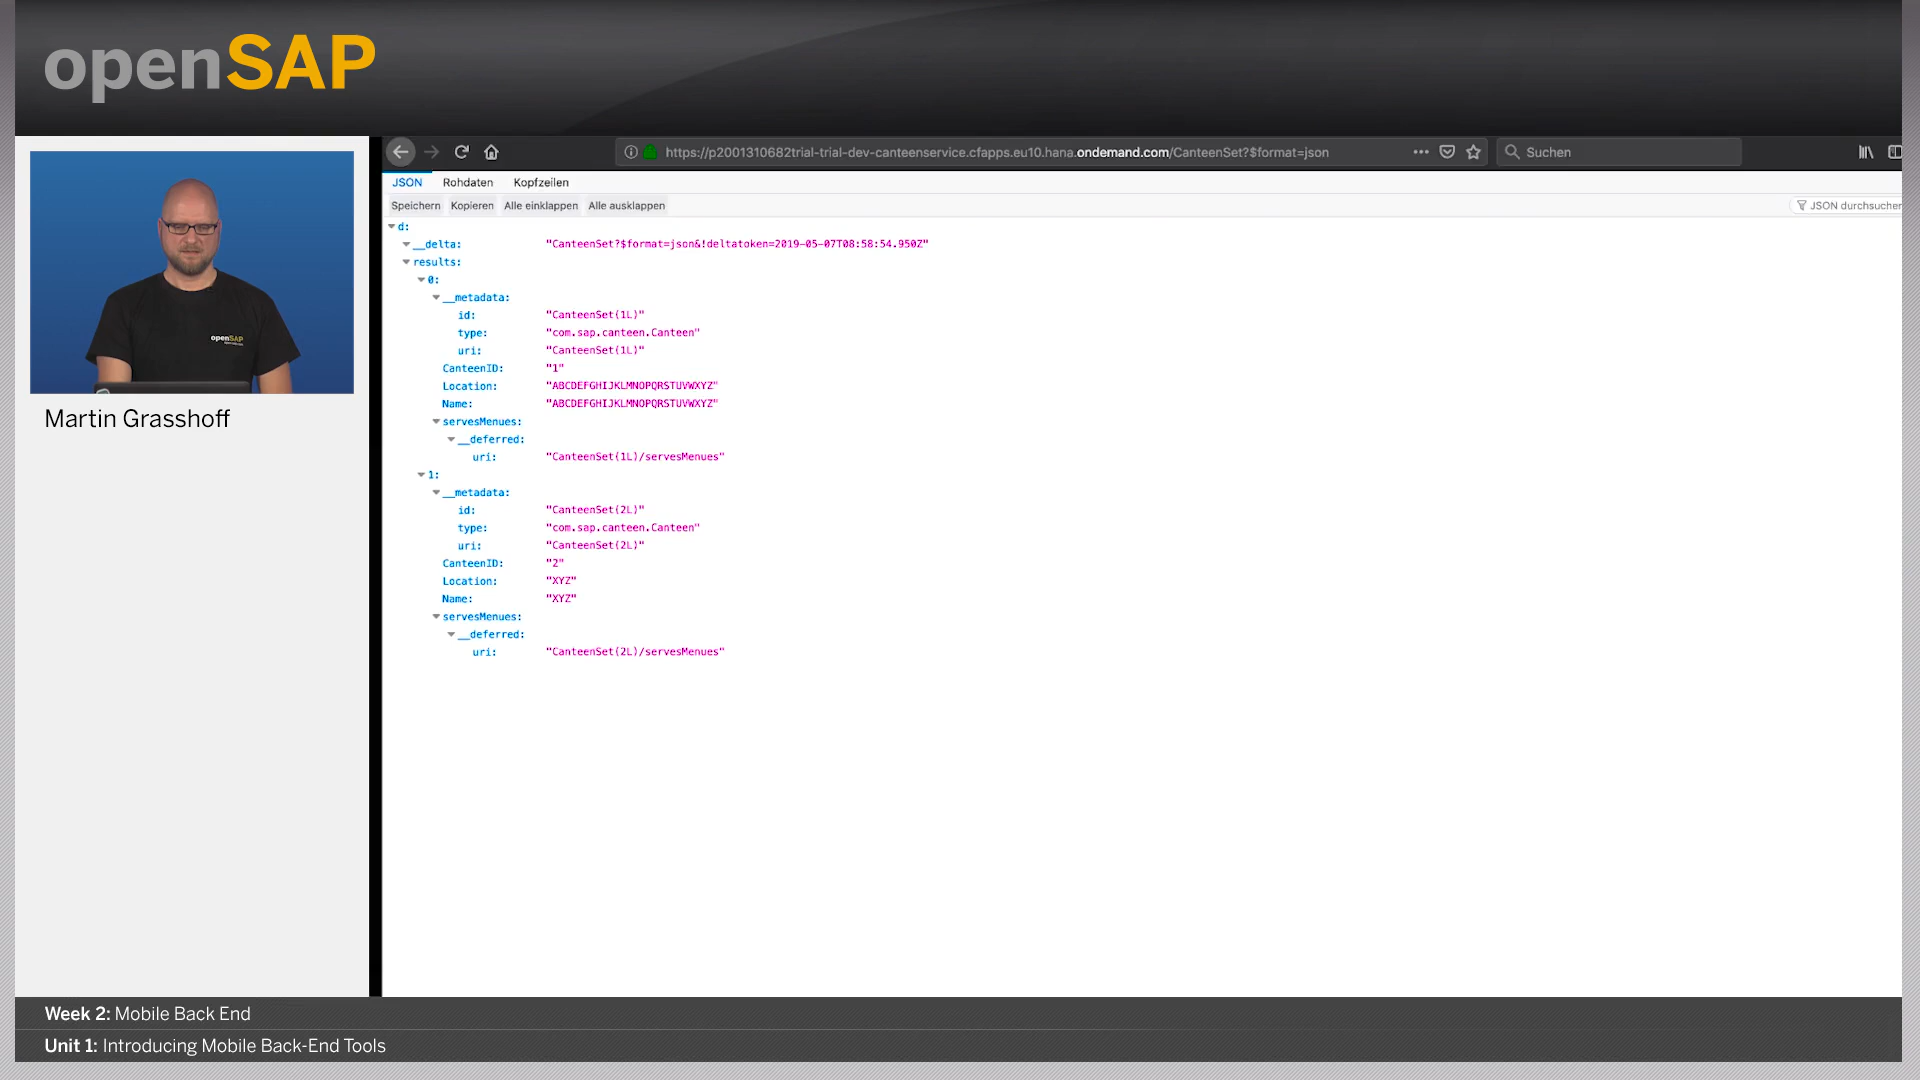 openSAP
https://p2001310682trial-trial-dev-canteenservice.cfapps.eu10.hana.ondemand.com/CanteenSet?$format=json
Suchen
JSON Rohdaten Kopfzeilen
Speichern Kopieren Alle einklappen Alle ausklappen
JSON durchsuchen
d:
__delta: "CanteenSet?$format=json&!deltatoken=2019-05-07T08:58:54.950Z"
results:
0:
__metadata:
id: "CanteenSet(1L)"
type: "com.sap.canteen.Canteen"
uri: "CanteenSet(1L)"
CanteenID: "1"
Location: "ABCDEFGHIJKLMNOPQRSTUVWXYZ"
Name: "ABCDEFGHIJKLMNOPQRSTUVWXYZ"
servesMenues:
__deferred:
uri: "CanteenSet(1L)/servesMenues"
1:
__metadata:
id: "CanteenSet(2L)"
type: "com.sap.canteen.Canteen"
uri: "CanteenSet(2L)"
CanteenID: "2"
Location: "XYZ"
Name: "XYZ"
servesMenues:
__deferred:
uri: "CanteenSet(2L)/servesMenues"
openSAP
Martin Grasshoff
Week 2: Mobile Back End
Unit 1: Introducing Mobile Back-End Tools